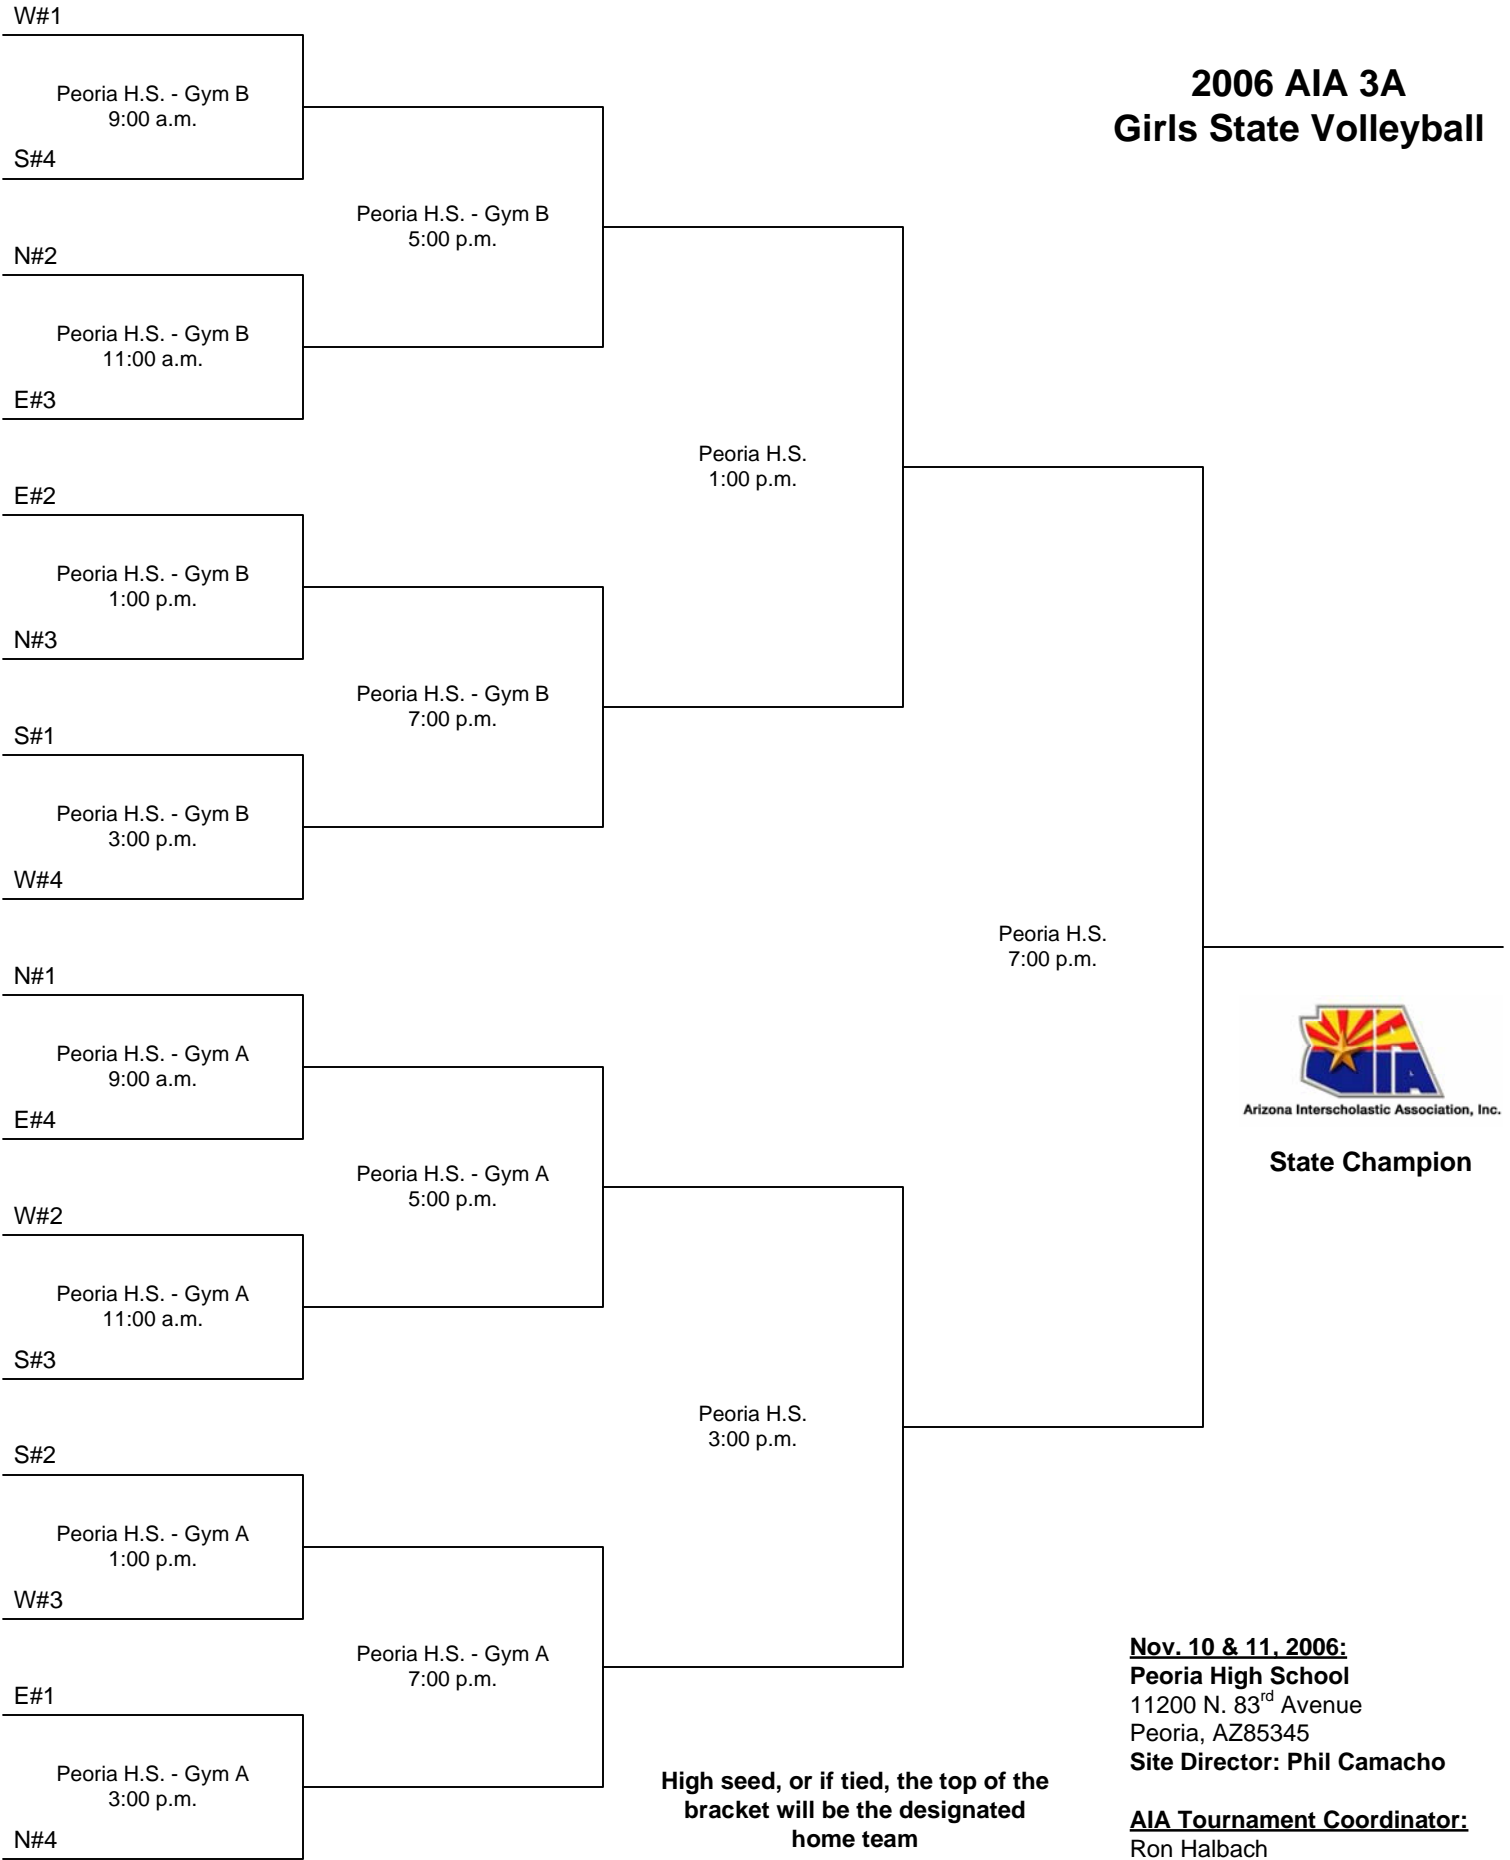 W#1
Peoria H.S. - Gym B
9:00 a.m.
S#4
2006 AIA 3A
Girls State Volleyball
Peoria H.S. - Gym B
5:00 p.m.
N#2
Peoria H.S. - Gym B
11:00 a.m.
E#3
Peoria H.S.
1:00 p.m.
E#2
Peoria H.S. - Gym B
1:00 p.m.
N#3
Peoria H.S. - Gym B
7:00 p.m.
S#1
Peoria H.S. - Gym B
3:00 p.m.
W#4
Peoria H.S.
7:00 p.m.
N#1
Peoria H.S. - Gym A
9:00 a.m.
E#4
AIA
Arizona Interscholastic Association, Inc.
State Champion
Peoria H.S. - Gym A
5:00 p.m.
W#2
Peoria H.S. - Gym A
11:00 a.m.
S#3
Peoria H.S.
3:00 p.m.
S#2
Peoria H.S. - Gym A
1:00 p.m.
W#3
Peoria H.S. - Gym A
7:00 p.m.
E#1
Peoria H.S. - Gym A
3:00 p.m.
N#4
High seed, or if tied, the top of the
bracket will be the designated
home team
Nov. 10 & 11, 2006:
Peoria High School
11200 N. 83rd Avenue
Peoria, AZ85345
Site Director: Phil Camacho
AIA Tournament Coordinator:
Ron Halbach